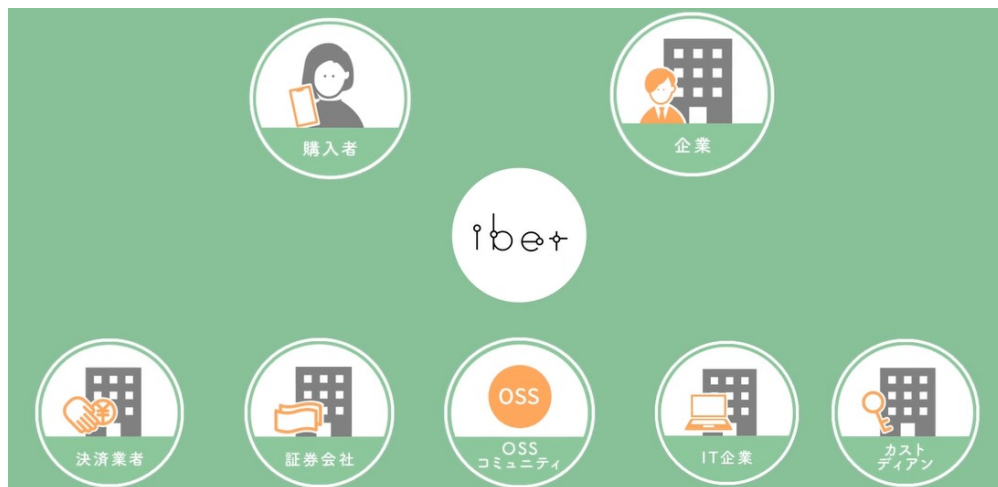 購入者
企業
ibet
決済業者
証券会社
OSS
OSS
コミュニティ
IT企業
カスト
ディアン